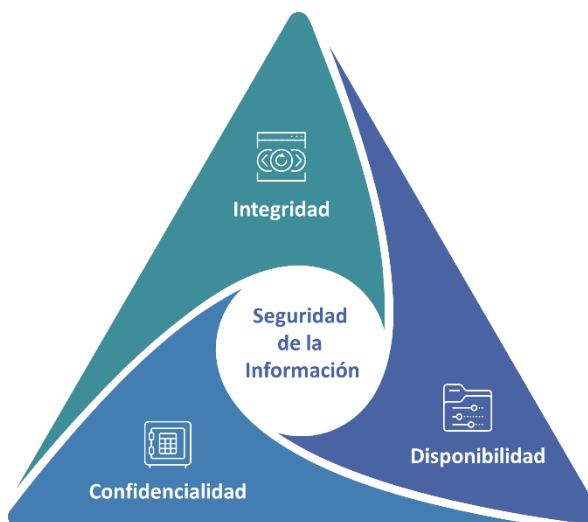 Integridad
Seguridad
de la
Información
Disponibilidad
Confidencialidad